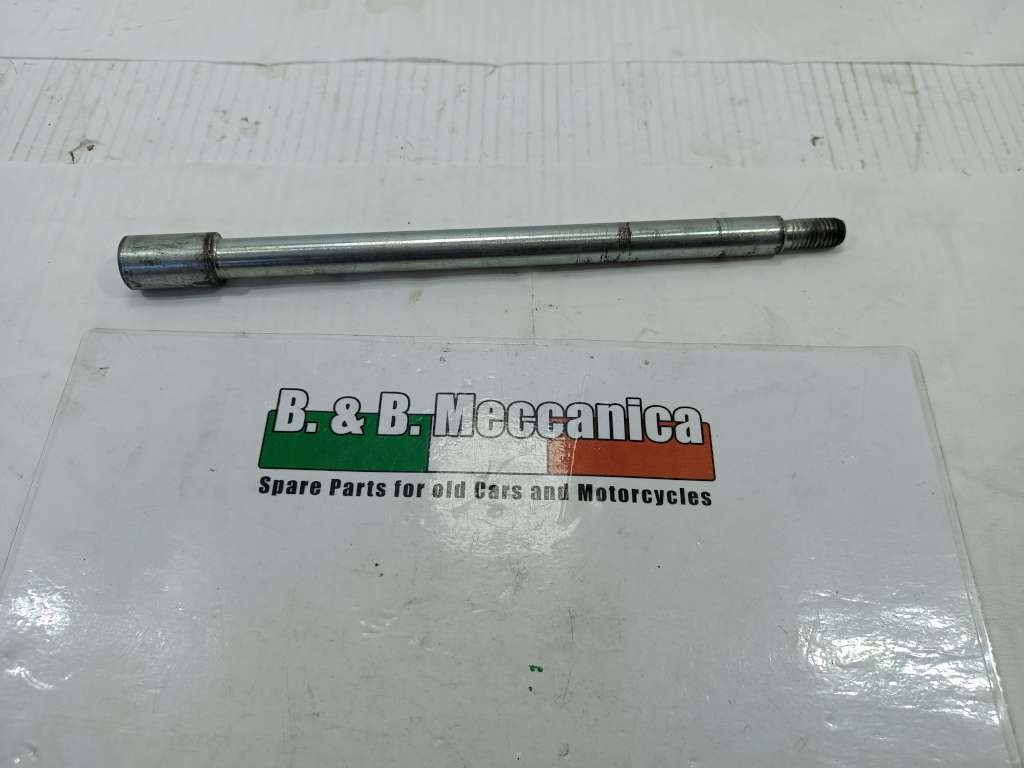 B. & B. Meccanica
Spare Parts for old Cars and Motorcycles